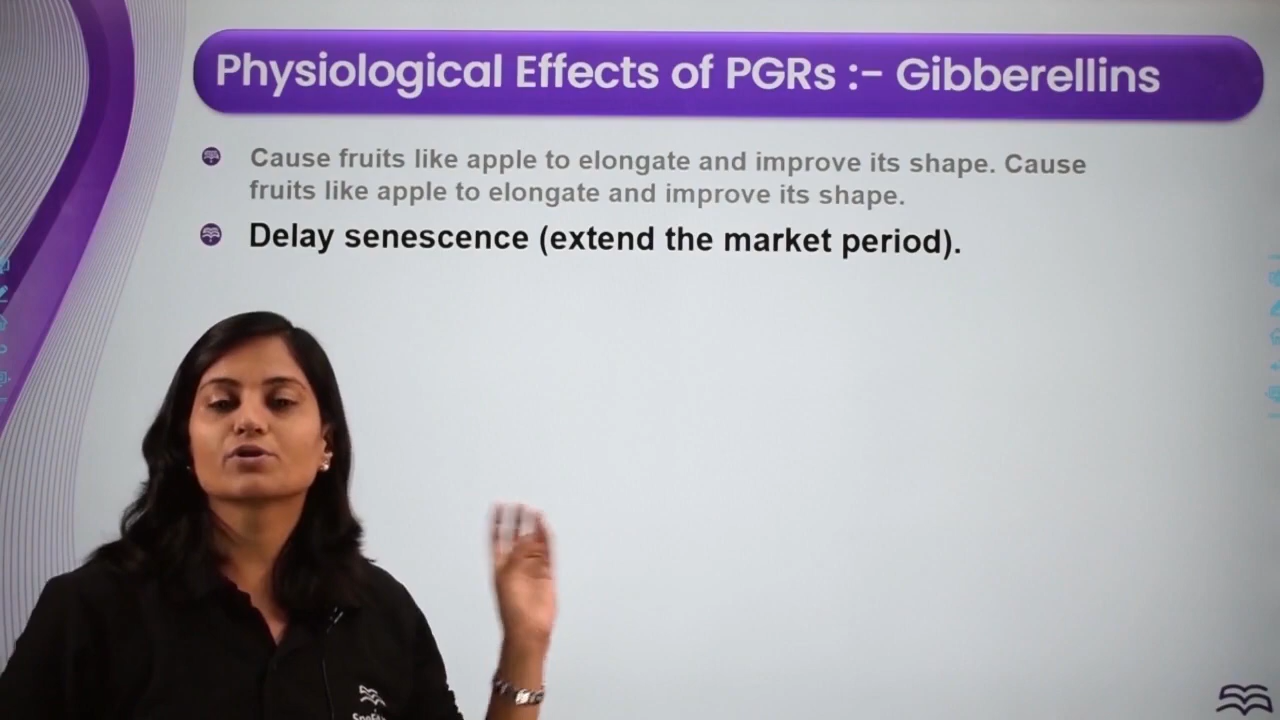 Physiological Effects of PGRs :- Gibberellins
Cause fruits like apple to elongate and improve its shape. Cause
fruits like apple to elongate and improve its shape.
Delay senescence (extend the market period).